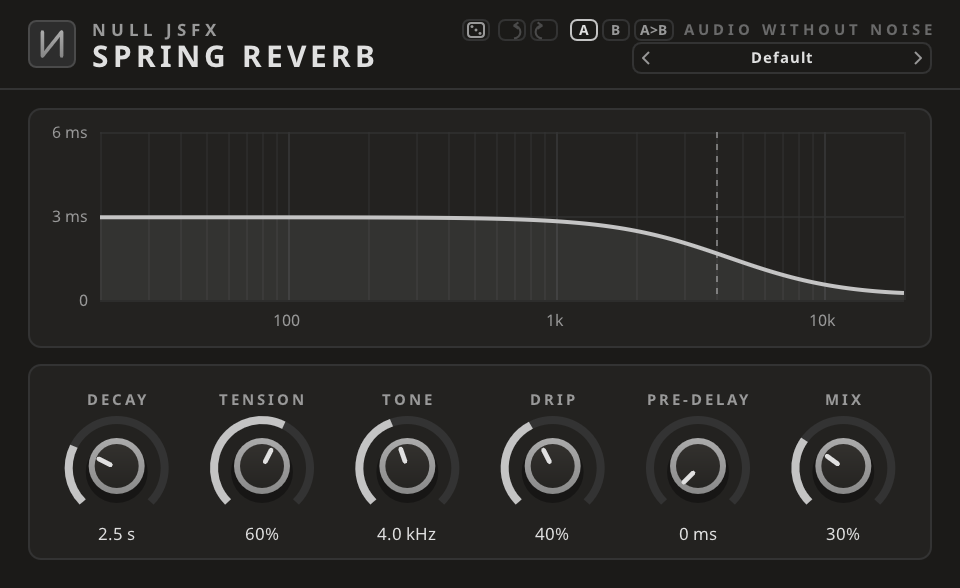 NULL JSFX
SPRING REVERB
A B A>B AUDIO WITHOUT NOISE
Default
6 ms
3 ms
0
100 1k 10k
DECAY TENSION TONE DRIP PRE-DELAY MIX
2.5 s 60% 4.0 kHz 40% 0 ms 30%